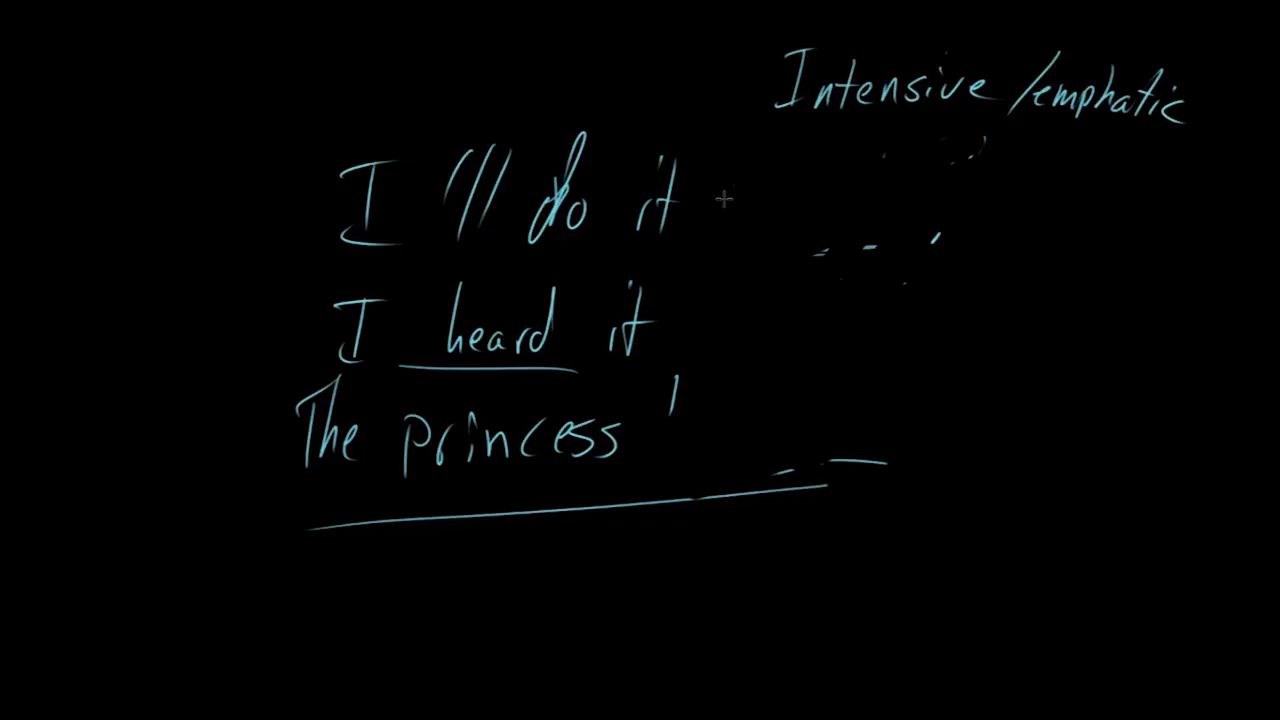 Intensive/emphatic
I'll do it
I heard it
The princess